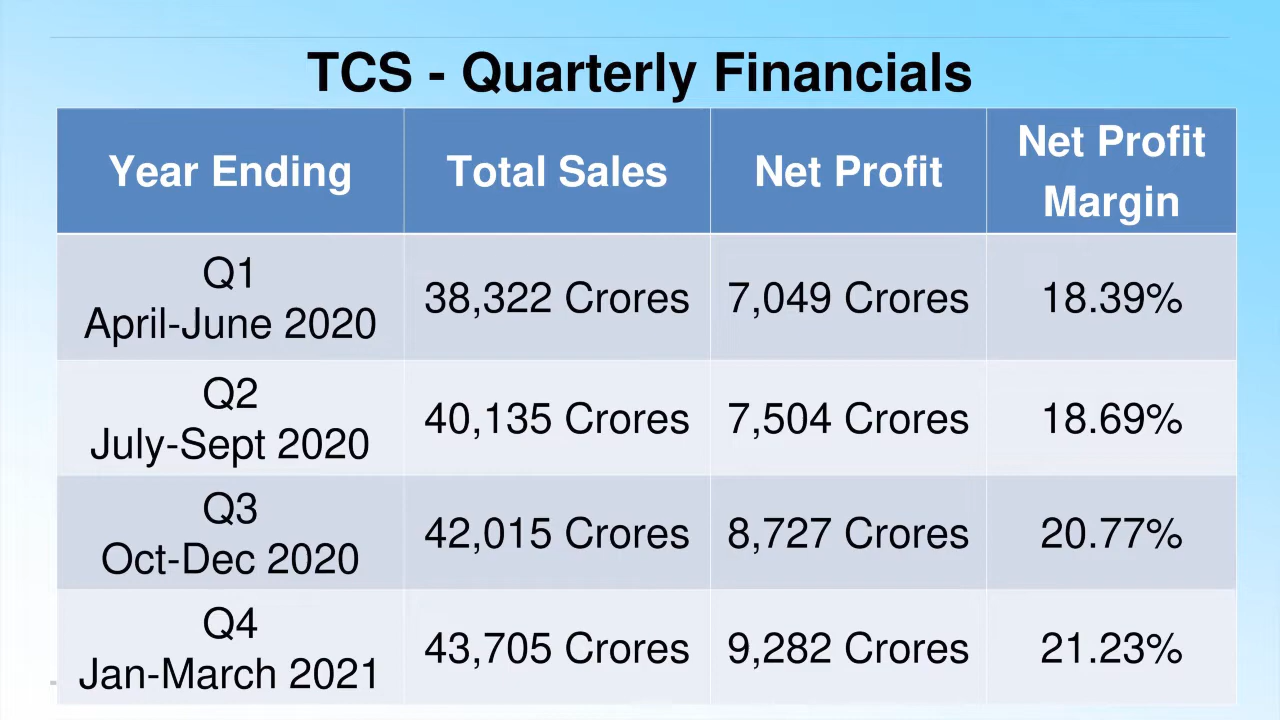 TCS - Quarterly Financials
Year Ending Total Sales Net Profit Net Profit Margin
Q1
April-June 2020 38,322 Crores 7,049 Crores 18.39%
Q2
July-Sept 2020 40,135 Crores 7,504 Crores 18.69%
Q3
Oct-Dec 2020 42,015 Crores 8,727 Crores 20.77%
Q4
Jan-March 2021 43,705 Crores 9,282 Crores 21.23%